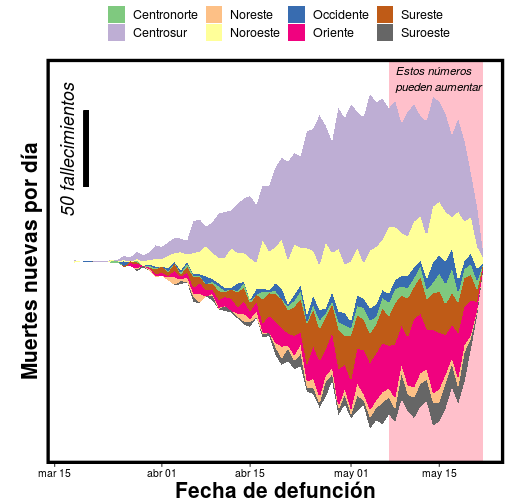 Centronorte Noreste Occidente Sureste
Centrosur Noroeste Oriente Suroeste
Estos números
pueden aumentar
50 fallecimientos
Muertes nuevas por día
mar 15 abr 01 abr 15 may 01 may 15
Fecha de defunción